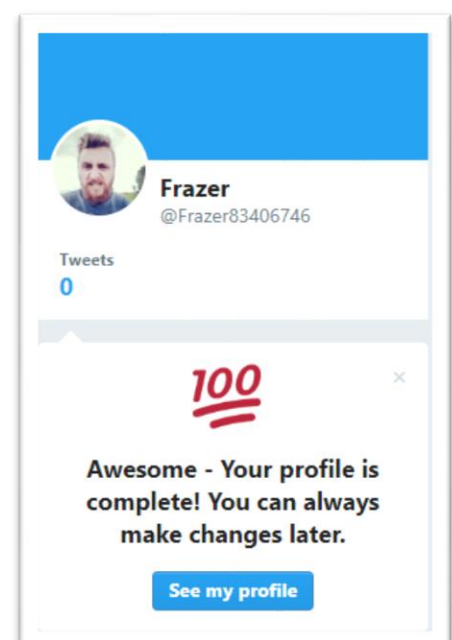 Frazer
@Frazer83406746
Tweets
0
100
Awesome - Your profile is
complete! You can always
make changes later.
See my profile